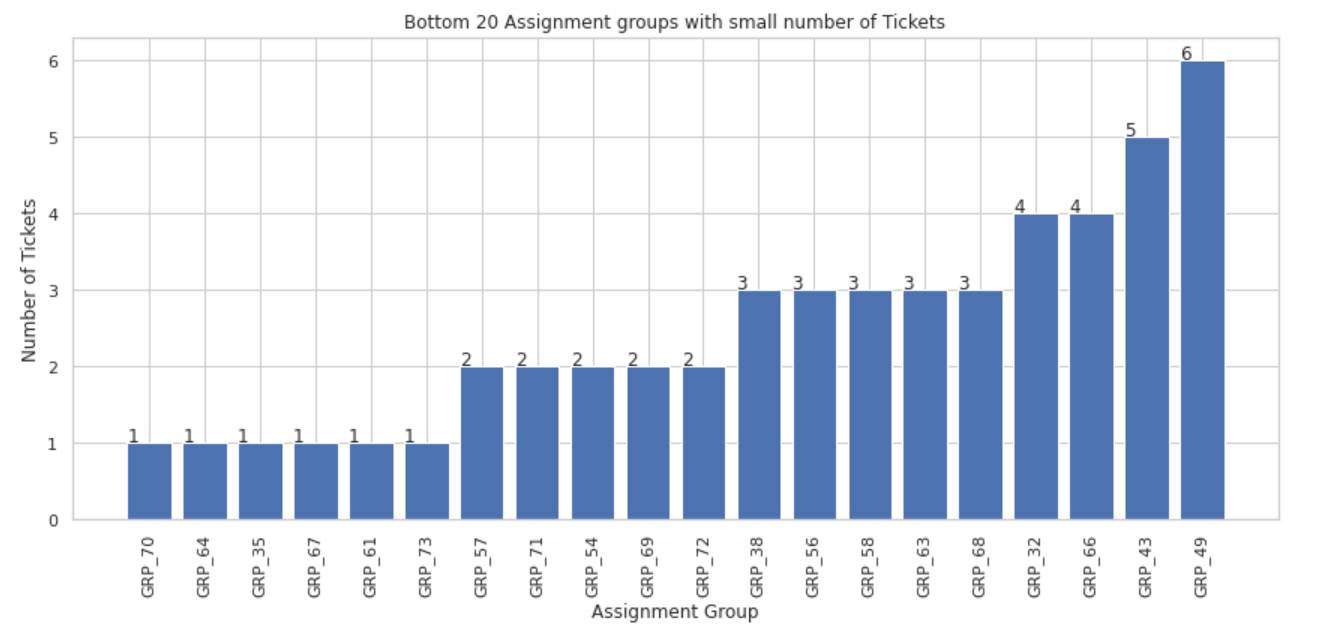 Bottom 20 Assignment groups with small number of Tickets
Number of Tickets
6
5
4
3
2
1
0
1 1 1 1 1 1 2 2 2 2 2 3 3 3 3 3 4 4 5 6
GRP_70 GRP_64 GRP_35 GRP_67 GRP_61 GRP_73 GRP_57 GRP_71 GRP_54 GRP_69 GRP_72 GRP_38 GRP_56 GRP_58 GRP_63 GRP_68 GRP_32 GRP_66 GRP_43 GRP_49
Assignment Group